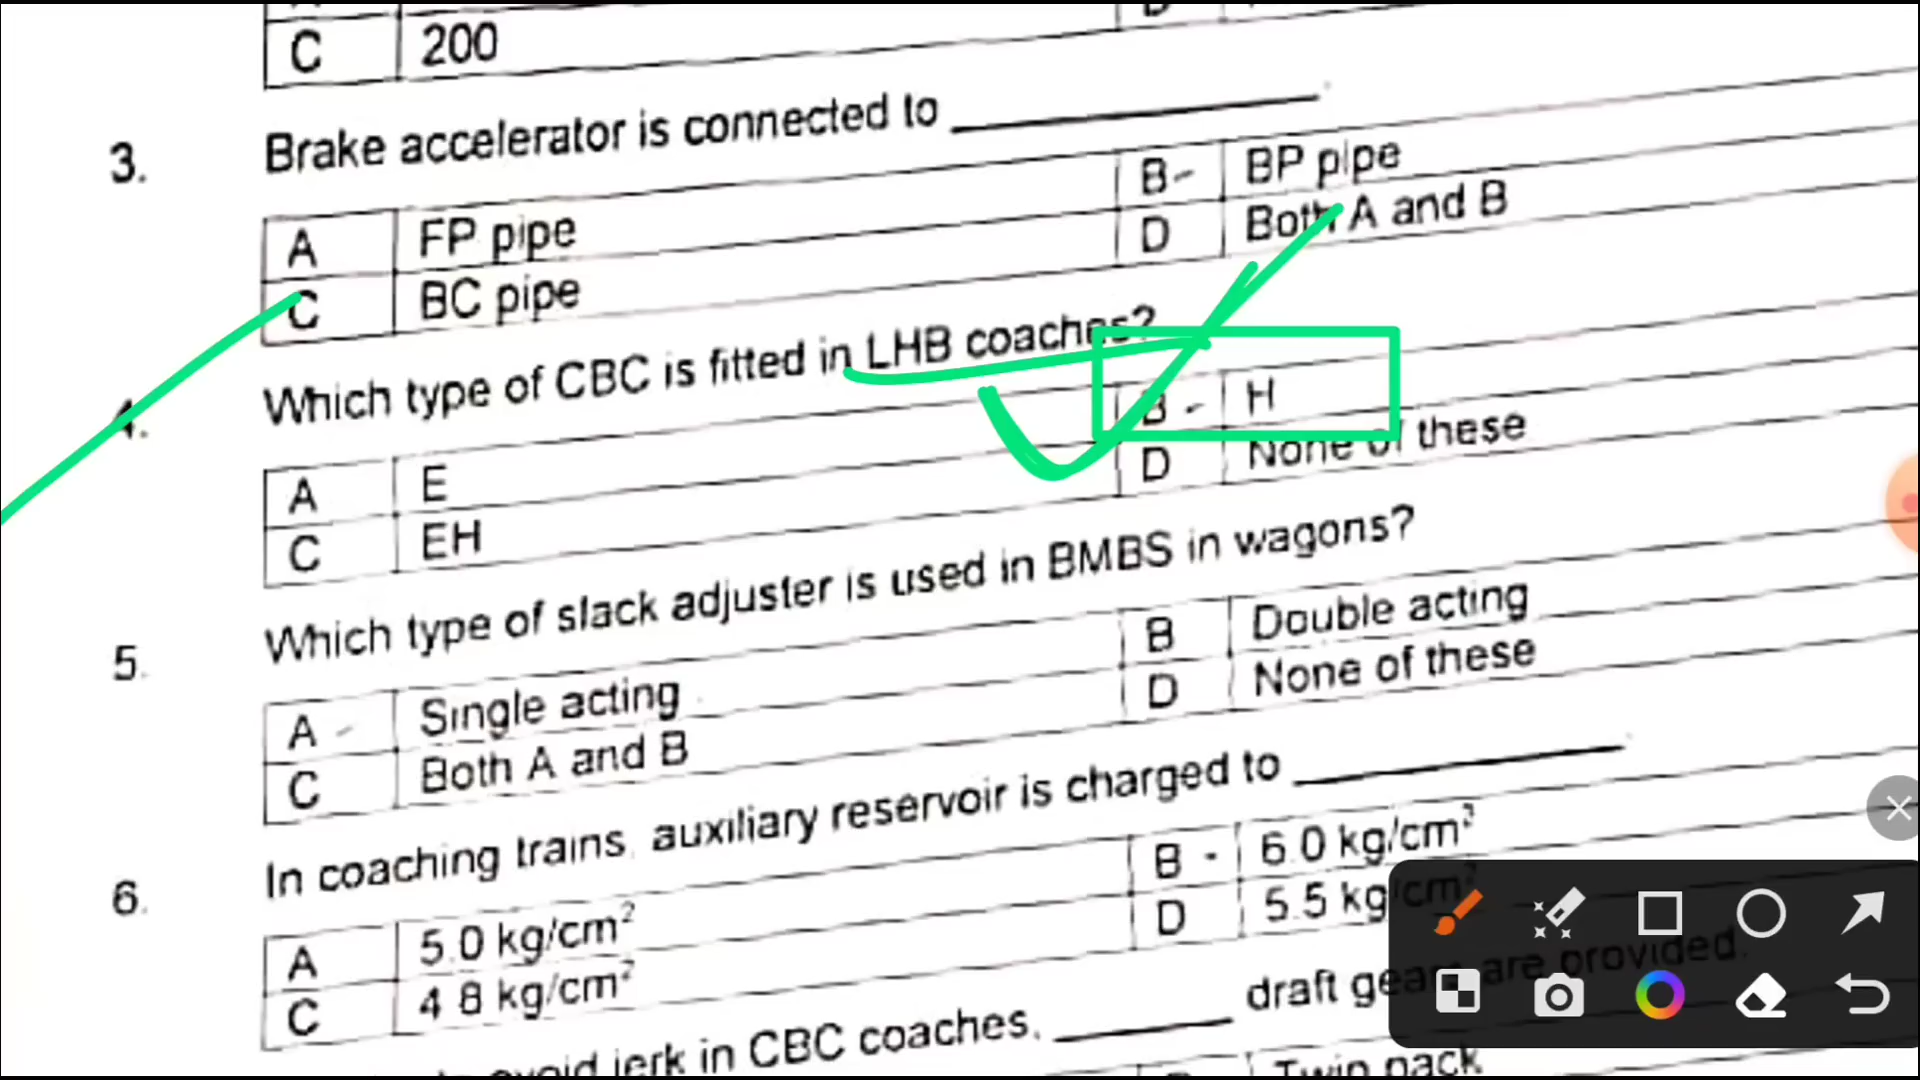 C 200
3. Brake accelerator is connected to
A FP pipe B BP pipe
C BC pipe D Both A and B
4. Which type of CBC is fitted in LHB coaches?
A E B H
C EH D None of these
5. Which type of slack adjuster is used in BMBS in wagons?
A Single acting B Double acting
C Both A and B D None of these
6. In coaching trains, auxiliary reservoir is charged to
A 5.0 kg/cm² B 6.0 kg/cm²
C 4.8 kg/cm² D 5.5 kg/cm²
avoid jerk in CBC coaches, draft gears are provided.
Twin pack